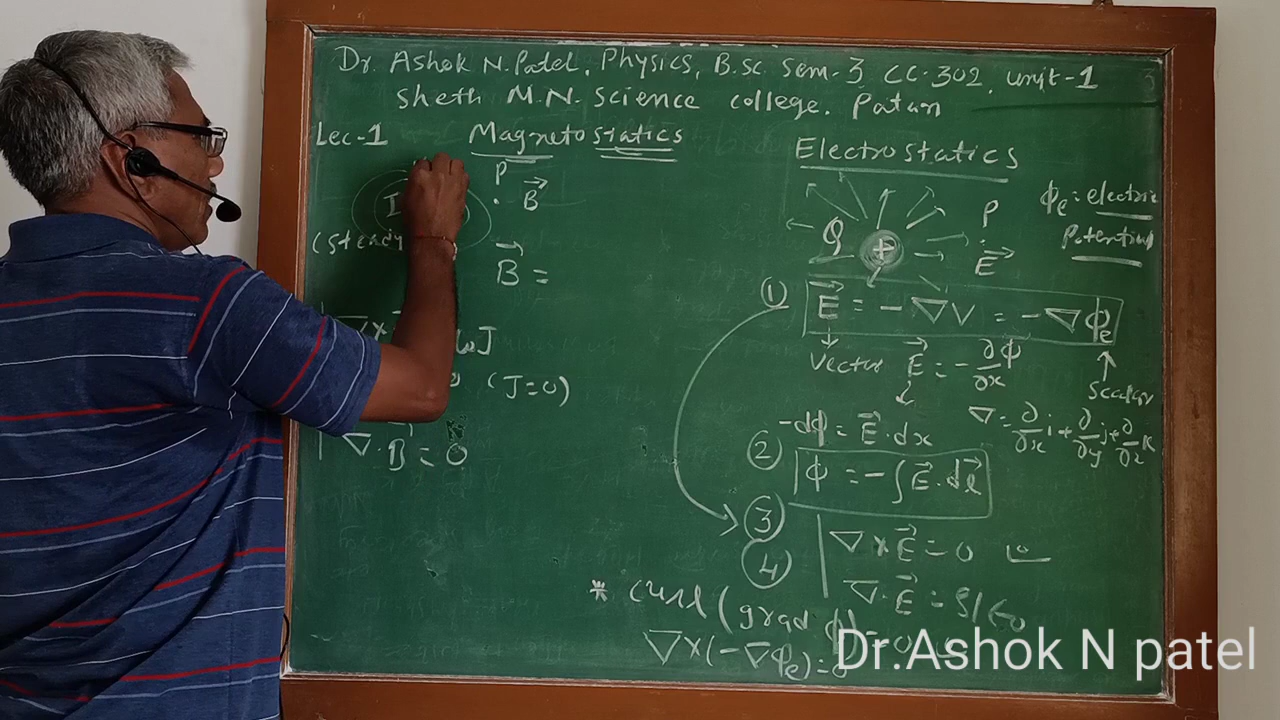 Dr. Ashok N. Patel, Physics, B.Sc. Sem-3 CC-302, unit-1
Sheth M.N. Science college. Patan
Lec-1 Magnetostatics
P
. B⃗
I
(steady
B⃗ =
J
(J=0)
∇. B⃗ = 0
Electrostatics
Q + P
E⃗
ϕe = electric
Potential
① E⃗ = -∇V = -∇ϕe
Vector E⃗ = -∂ϕ/∂x
Scalar
-dϕ = E⃗.dx
∇ = ∂/∂x i + ∂/∂y j + ∂/∂z k
② ϕ = -∫E⃗.dl⃗
③ ∇×E⃗ = 0
④ ∇.E⃗ = ρ/ε₀
* curl (grad ϕ) = 0
∇×(-∇ϕe) = 0
Dr.Ashok N patel